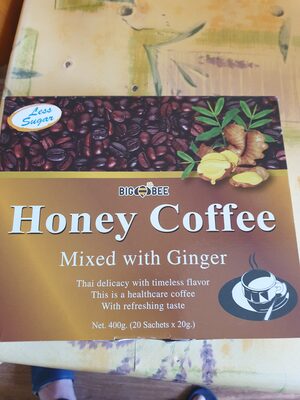 Less
Sugar
BIG BEE
Honey Coffee
Mixed with Ginger
Thai delicacy with timeless flavor
This is a healthcare coffee
With refreshing taste
Net. 400g. (20 Sachets x 20g.)